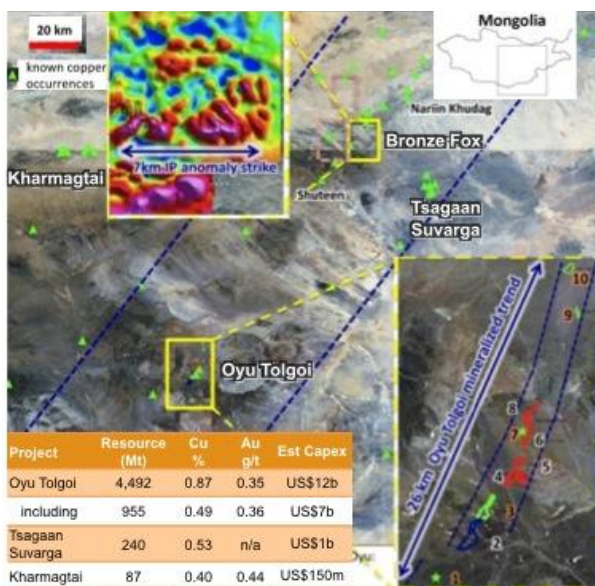 20 km
known copper
occurrences
7km IP anomaly strike
Mongolia
Nariin Khudag
Bronze Fox
Kharmagtai
Shuteen
Tsagaan
Suvarga
Oyu Tolgoi
26 km Oyu Tolgoi mineralized trend
10
9
8
7
6
5
4
3
2
1
Project Resource (Mt) Cu % Au g/t Est Capex
Oyu Tolgoi 4,492 0.87 0.35 US$12b
including 955 0.49 0.36 US$7b
Tsagaan Suvarga 240 0.53 n/a US$1b
Kharmagtai 87 0.40 0.44 US$150m
Oyu